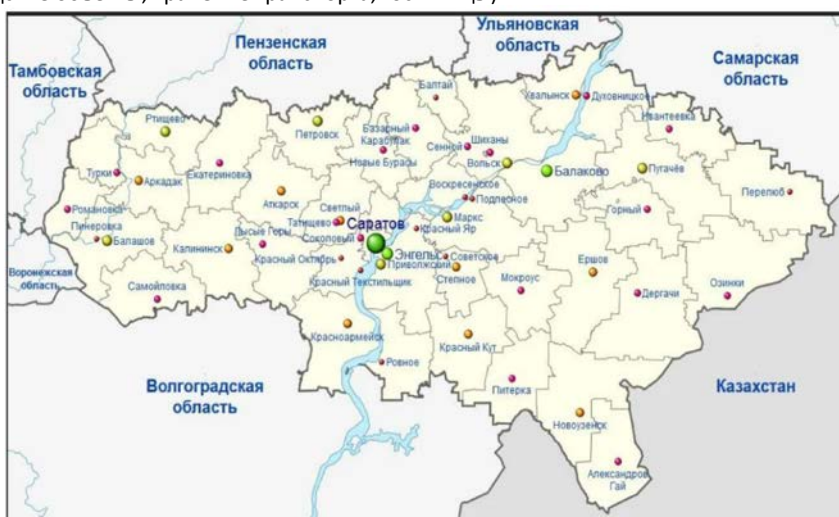 Ульяновская
область
Пензенская
область
Самарская
область
Тамбовская
область
Балтай
Хвалынск
Духовницкое
Ртищево
Петровск
Базарный
Карабулак
Ивантеевка
Сенной
Шиханы
Новые Бурасы
Вольск
Балаково
Пугачёв
Турки
Аркадак
Екатериновка
Аткарск
Светлый
Воскресенское
Подлесное
Перелюб
Романовка
Татищево
Саратов
Маркс
Горный
Пинеровка
Балашов
Лысые Горы
Соколовый
Красный Яр
Калининск
Энгельс
Красный Октябрь
Приволжский
Советское
Ершов
Воронежская
область
Степное
Самойловка
Красный Текстильщик
Мокроус
Дергачи
Озинки
Красноармейск
Красный Кут
Ровное
Питерка
Волгоградская
область
Казахстан
Новоузенск
Александров
Гай